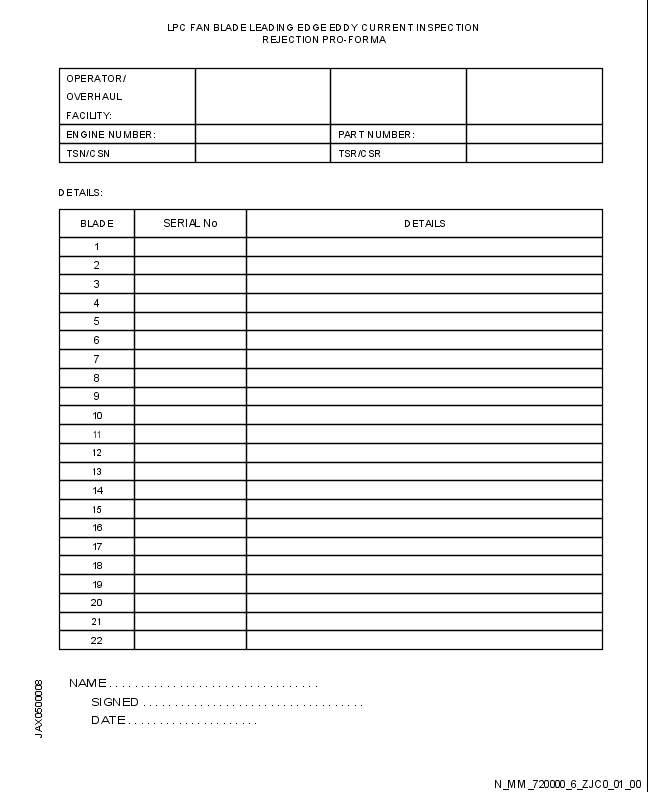 LPC FAN BLADE LEADING EDGE EDDY CURRENT INSPECTION
REJECTION PRO-FORMA
OPERATOR/
OVERHAUL
FACILITY:
ENGINE NUMBER: PART NUMBER:
TSN/CSN TSR/CSR
DETAILS:
BLADE SERIAL No DETAILS
1
2
3
4
5
6
7
8
9
10
11
12
13
14
15
16
17
18
19
20
21
22
NAME . . . . . . . . . . . . . . . . . . . . . . . . . . . . . . . . .
SIGNED . . . . . . . . . . . . . . . . . . . . . . . . . . . . . . . . . . .
DATE . . . . . . . . . . . . . . . . . . . .
JAX0500008
N_MM_720000_6_ZJC0_01_00